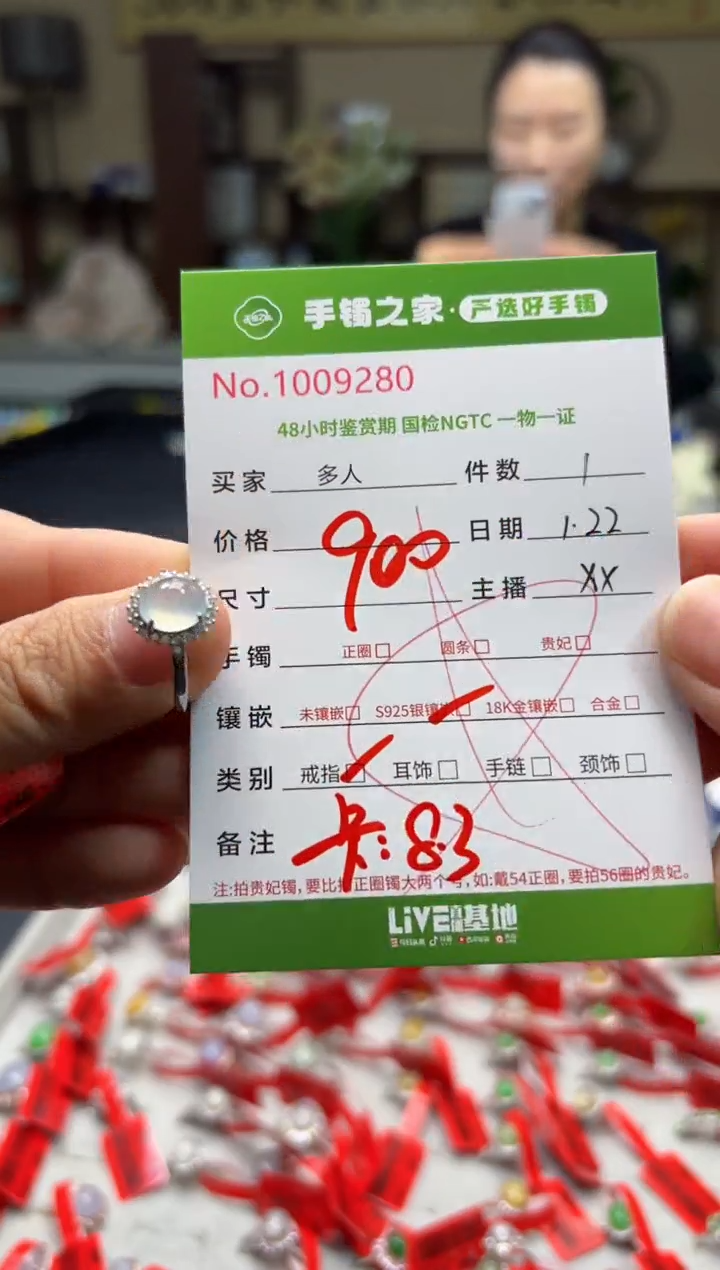 手镯之家·严选好手镯
No.1009280
48小时鉴赏期 国检NGTC 一物一证
买家 多人 件数 1
价格 900 日期 1.22
尺寸 主播 XX
手镯 正圈□ 圆条□ 贵妃□
镶嵌 未镶嵌□ S925银镶嵌□ 18K金镶嵌□ 合金□
类别 戒指□ 耳饰□ 手链□ 颈饰□
备注 卡:8.3
注:拍贵妃镯,要比 正圈镯大两个号,如:戴54正圈,要拍56圈的贵妃。
LiVE 基地